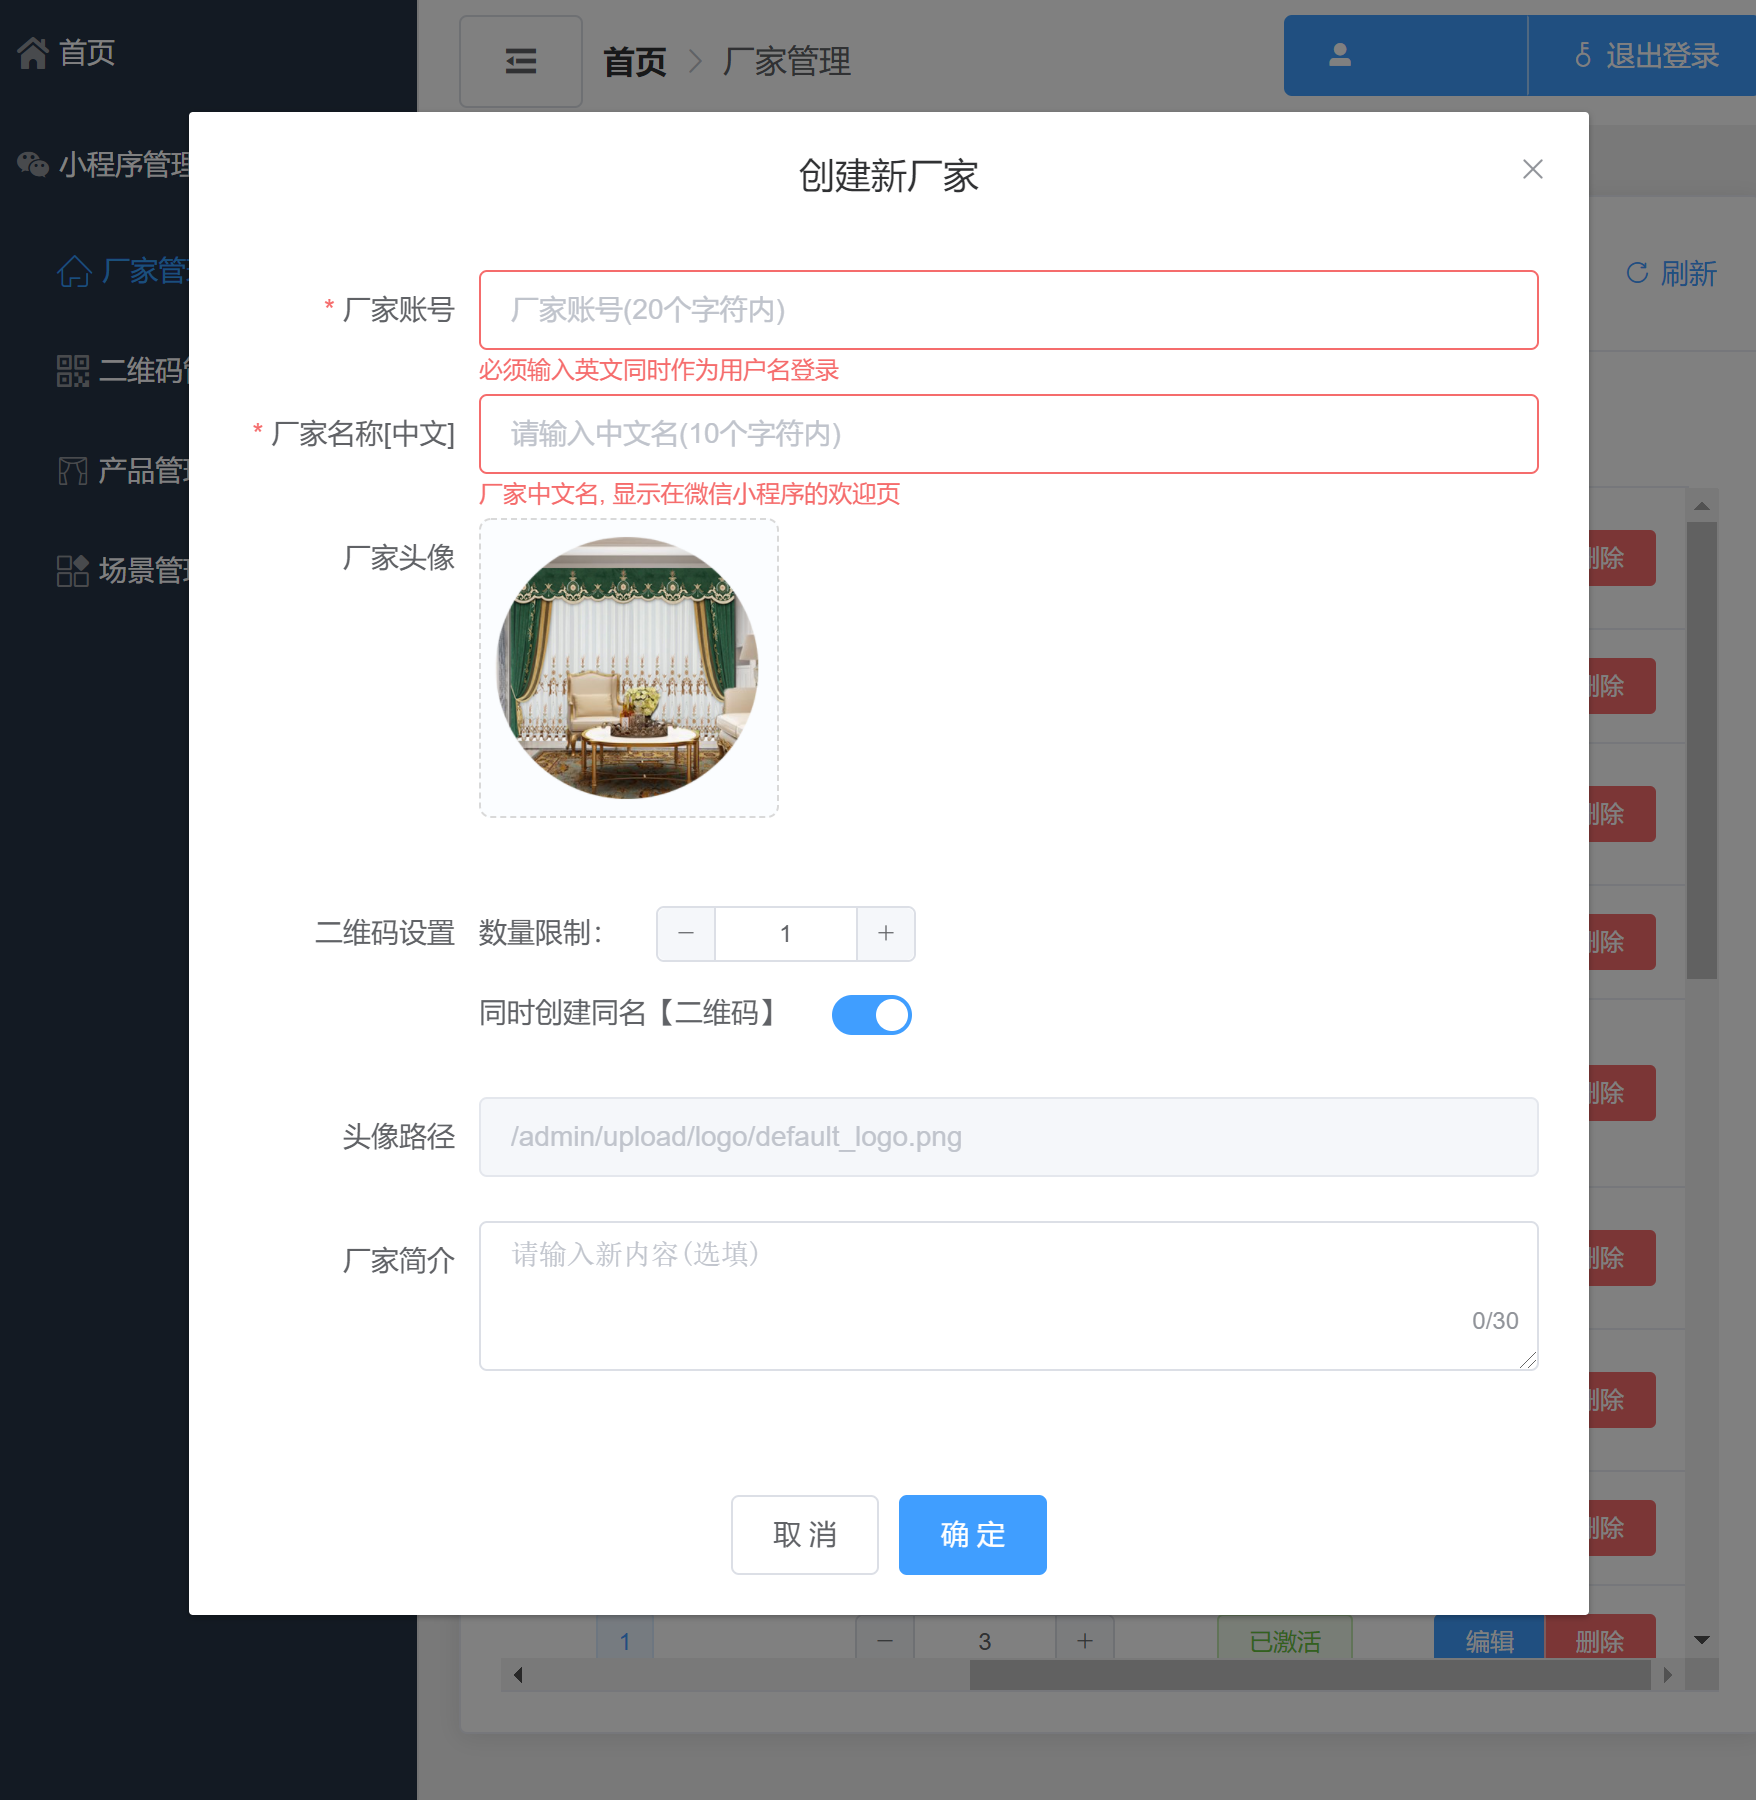 首页
首页
厂家管理
退出登录
小程序管理
创建新厂家
厂家管
刷新
* 厂家账号
厂家账号(20个字符内)
必须输入英文同时作为用户名登录
二维码
* 厂家名称[中文]
请输入中文名(10个字符内)
产品管
厂家中文名, 显示在微信小程序的欢迎页
厂家头像
场景管
删除
删除
删除
二维码设置
数量限制：
1
删除
同时创建同名【二维码】
删除
头像路径
/admin/upload/logo/default_logo.png
删除
厂家简介
请输入新内容(选填)
0/30
删除
取 消
确 定
删除
1
3
已激活
编辑
删除